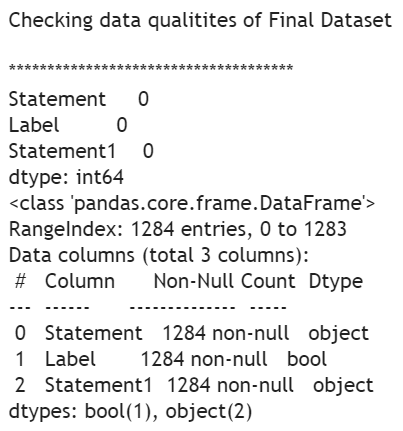 Checking data qualitites of Final Dataset
*************************************
Statement 0
Label 0
Statement1 0
dtype: int64
<class 'pandas.core.frame.DataFrame'>
RangeIndex: 1284 entries, 0 to 1283
Data columns (total 3 columns):
# Column Non-Null Count Dtype
--- ------ -------------- -----
0 Statement 1284 non-null object
1 Label 1284 non-null bool
2 Statement1 1284 non-null object
dtypes: bool(1), object(2)